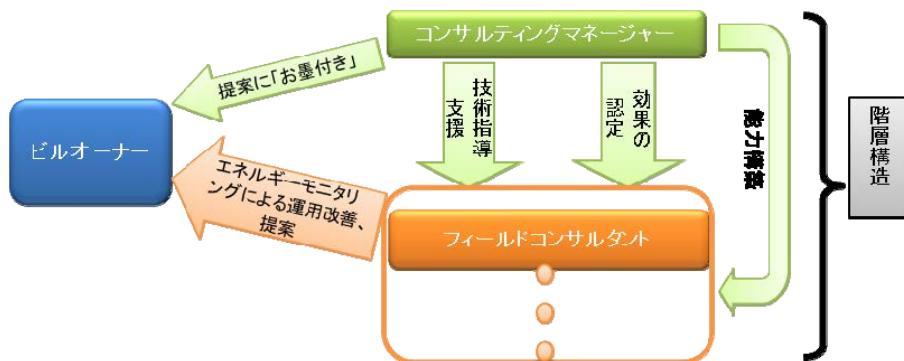 コンサルティングマネージャー
提案に「お墨付き」
技術指導
支援
効果の
認定
能力構築
階層構造
ビルオーナー
エネルギーモニタリ
ングによる運用改善、
提案
フィールドコンサルタント